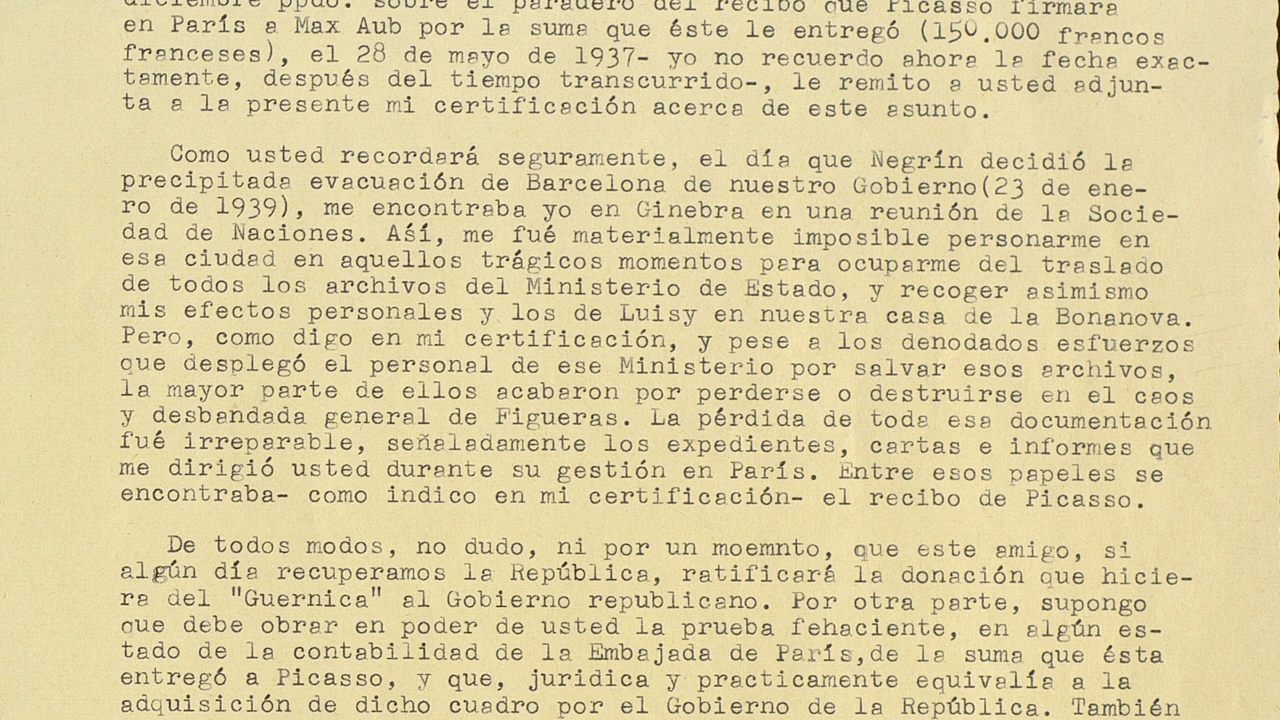 diciembre ppdo. sobre el paradero del recibo que Picasso firmara
en París a Max Aub por la suma que éste le entregó (150.000 francos
franceses), el 28 de mayo de 1937- yo no recuerdo ahora la fecha exac-
tamente, después del tiempo transcurrido-, le remito a usted adjun-
ta a la presente mi certificación acerca de este asunto.
Como usted recordará seguramente, el día que Negrín decidió la
precipitada evacuación de Barcelona de nuestro Gobierno(23 de ene-
ro de 1939), me encontraba yo en Ginebra en una reunión de la Socie-
dad de Naciones. Así, me fué materialmente imposible personarme en
esa ciudad en aquellos trágicos momentos para ocuparme del traslado
de todos los archivos del Ministerio de Estado, y recoger asimismo
mis efectos personales y los de Luisy en nuestra casa de la Bonanova.
Pero, como digo en mi certificación, y pese a los denodados esfuerzos
que desplegó el personal de ese Ministerio por salvar esos archivos,
la mayor parte de ellos acabaron por perderse o destruirse en el caos
y desbandada general de Figueras. La pérdida de toda esa documentación
fué irreparable, señaladamente los expedientes, cartas e informes que
me dirigió usted durante su gestión en París. Entre esos papeles se
encontraba- como indico en mi certificación- el recibo de Picasso.
De todos modos, no dudo, ni por un moemnto, que este amigo, si
algún día recuperamos la República, ratificará la donación que hicie-
ra del "Guernica" al Gobierno republicano. Por otra parte, supongo
que debe obrar en poder de usted la prueba fehaciente, en algún es-
tado de la contabilidad de la Embajada de París,de la suma que ésta
entregó a Picasso, y que, juridica y practicamente equivalía a la
adquisición de dicho cuadro por el Gobierno de la República. También